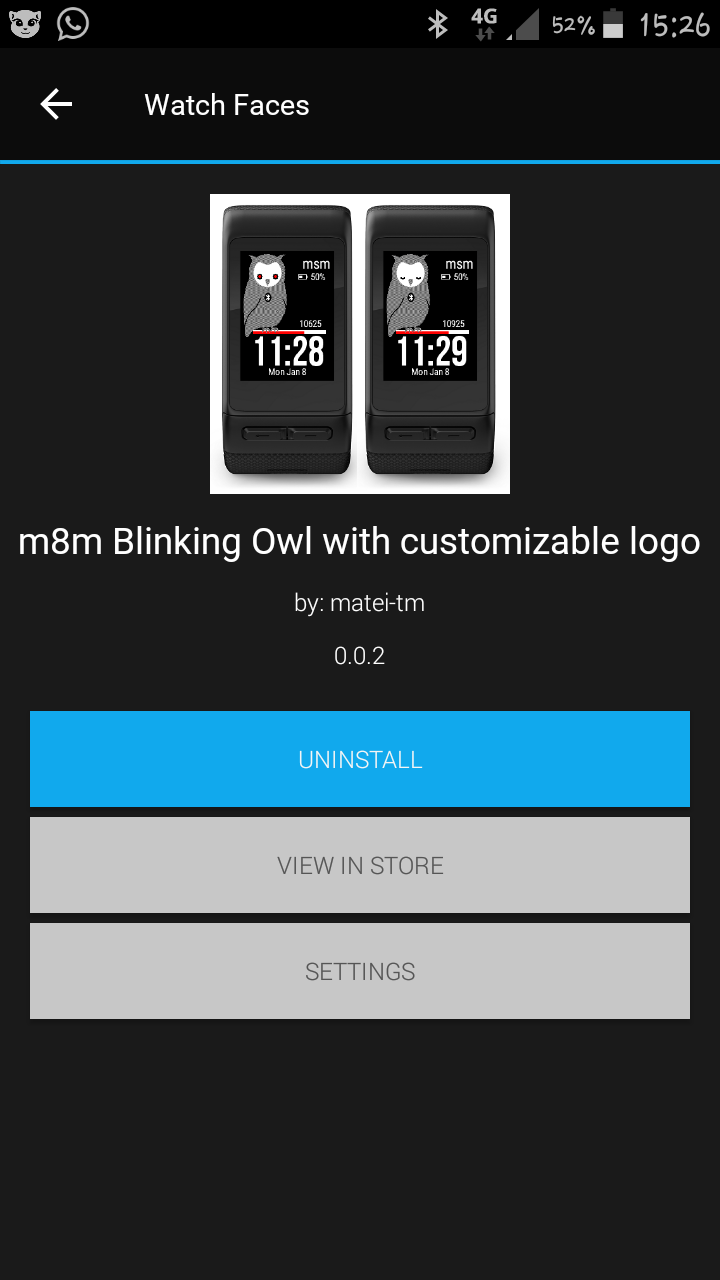 4G 52% 15:26
Watch Faces
msm
50%
10625
11:28
Mon Jan 8
msm
50%
10925
11:29
Mon Jan 8
m8m Blinking Owl with customizable logo
by: matei-tm
0.0.2
UNINSTALL
VIEW IN STORE
SETTINGS